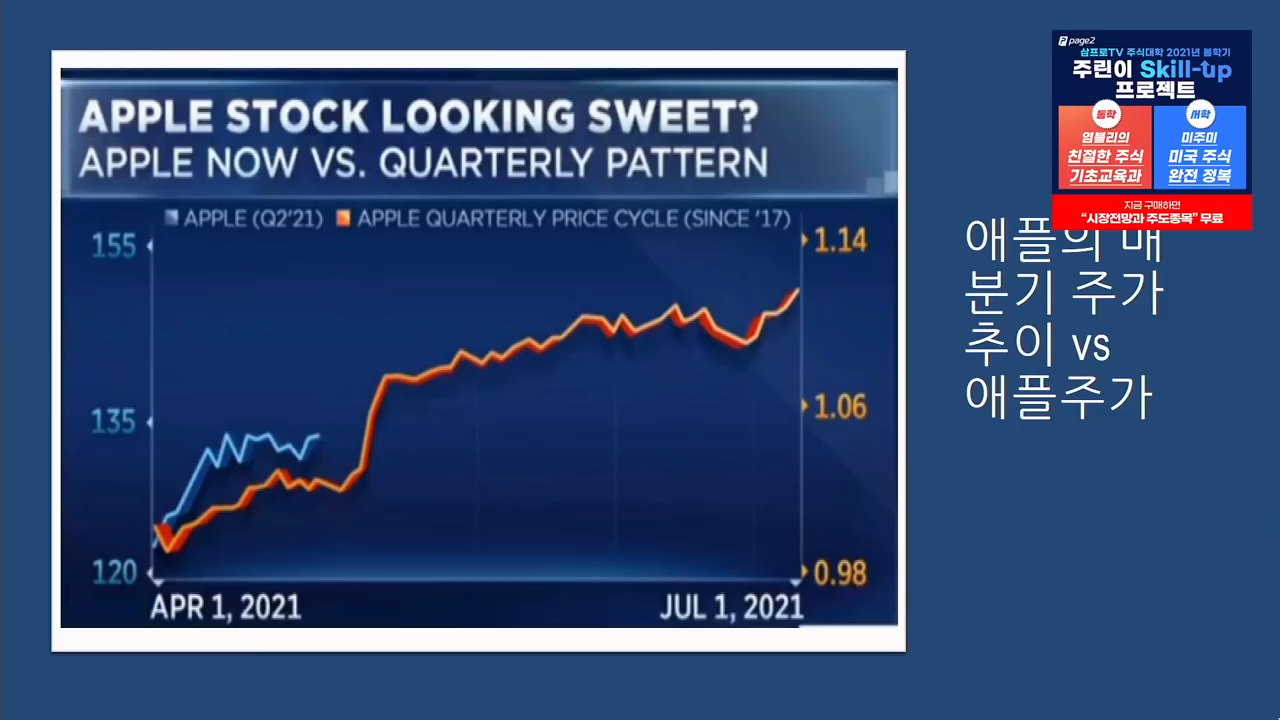 APPLE STOCK LOOKING SWEET?
APPLE NOW VS. QUARTERLY PATTERN
APPLE (Q2'21) APPLE QUARTERLY PRICE CYCLE (SINCE '17)
155
135
120
1.14
1.06
0.98
APR 1, 2021 JUL 1, 2021
page2
삼프로TV 주식대학 2021년 봄학기
주린이 Skill-up
프로젝트
동학
염블리의
친절한 주식
기초교육과
서학
미주미
미국 주식
완전 정복
지금 구매하면
“시장전망과 주도종목” 무료
애플의 매
분기 주가
추이 vs
애플주가